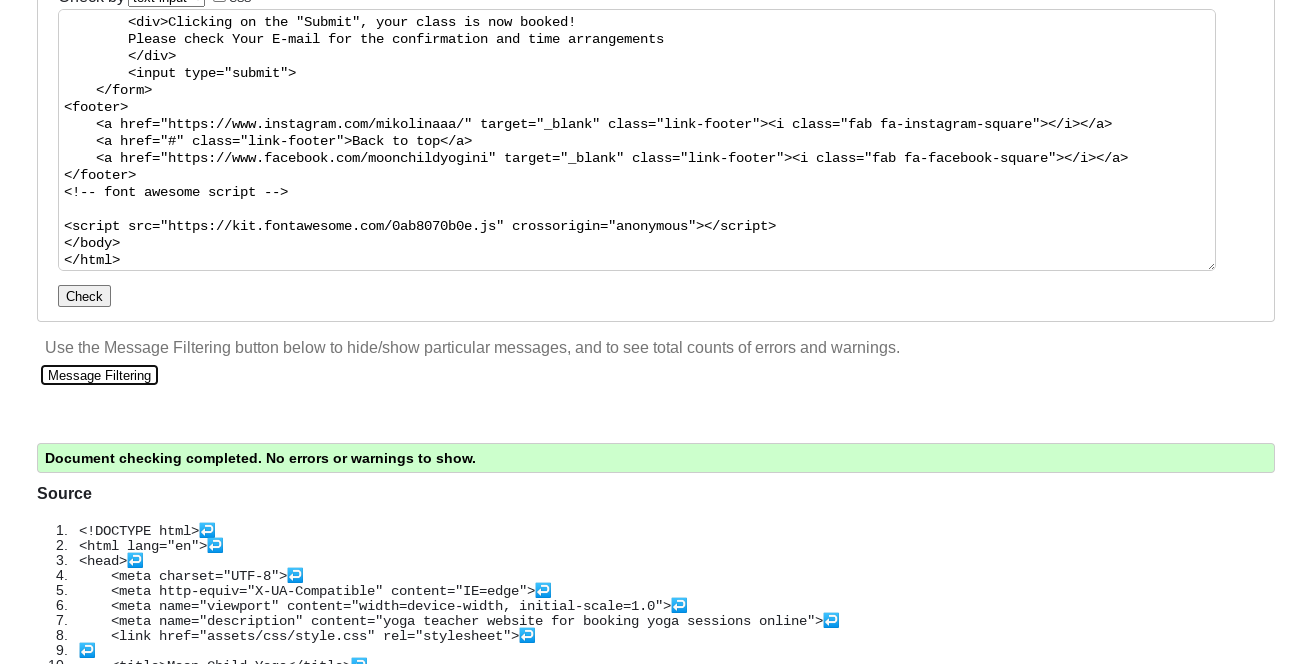 Check by text input css
<div>Clicking on the "Submit", your class is now booked!
Please check Your E-mail for the confirmation and time arrangements
</div>
<input type="submit">
</form>
<footer>
<a href="https://www.instagram.com/mikolinaaa/" target="_blank" class="link-footer"><i class="fab fa-instagram-square"></i></a>
<a href="#" class="link-footer">Back to top</a>
<a href="https://www.facebook.com/moonchildyogini" target="_blank" class="link-footer"><i class="fab fa-facebook-square"></i></a>
</footer>
<!-- font awesome script -->
<script src="https://kit.fontawesome.com/0ab8070b0e.js" crossorigin="anonymous"></script>
</body>
</html>
Check
Use the Message Filtering button below to hide/show particular messages, and to see total counts of errors and warnings.
Message Filtering
Document checking completed. No errors or warnings to show.
Source
1. <!DOCTYPE html>↩
2. <html lang="en">↩
3. <head>↩
4. <meta charset="UTF-8">↩
5. <meta http-equiv="X-UA-Compatible" content="IE=edge">↩
6. <meta name="viewport" content="width=device-width, initial-scale=1.0">↩
7. <meta name="description" content="yoga teacher website for booking yoga sessions online">↩
8. <link href="assets/css/style.css" rel="stylesheet">↩
9. ↩
10. <title>Moon Child Yoga</title>↩